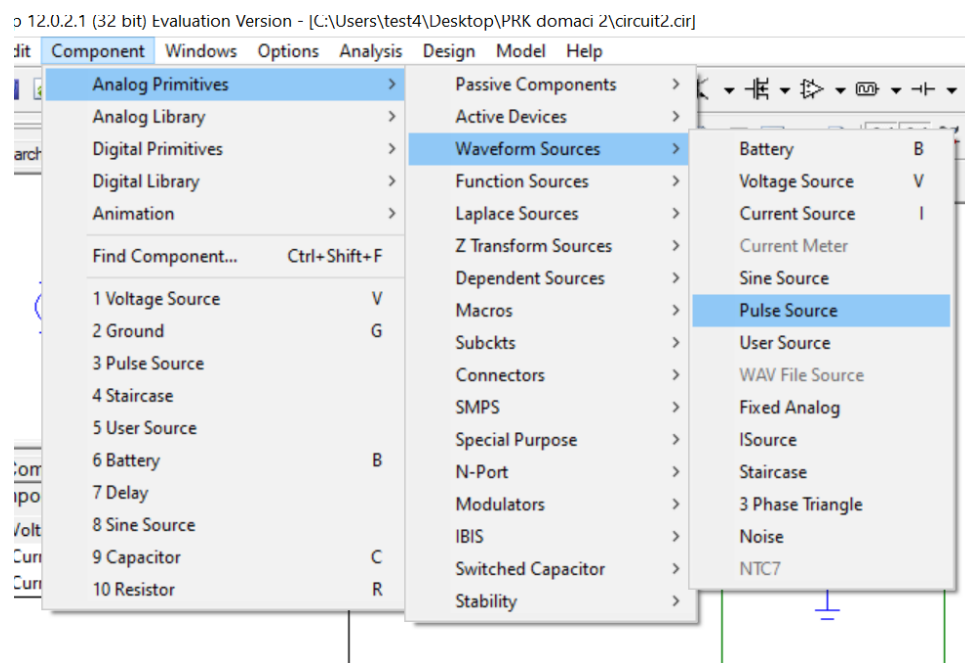 12.0.2.1 (32 bit) Evaluation Version - [C:\Users\test4\Desktop\PRK domaci 2\circuit2.cir]
Component Windows Options Analysis Design Model Help
Analog Primitives
Analog Library
Digital Primitives
Digital Library
Animation
Find Component... Ctrl+Shift+F
1 Voltage Source V
2 Ground G
3 Pulse Source
4 Staircase
5 User Source
6 Battery B
7 Delay
8 Sine Source
9 Capacitor C
10 Resistor R
Passive Components
Active Devices
Waveform Sources
Function Sources
Laplace Sources
Z Transform Sources
Dependent Sources
Macros
Subckts
Connectors
SMPS
Special Purpose
N-Port
Modulators
IBIS
Switched Capacitor
Stability
Battery B
Voltage Source V
Current Source I
Current Meter
Sine Source
Pulse Source
User Source
WAV File Source
Fixed Analog
ISource
Staircase
3 Phase Triangle
Noise
NTC7